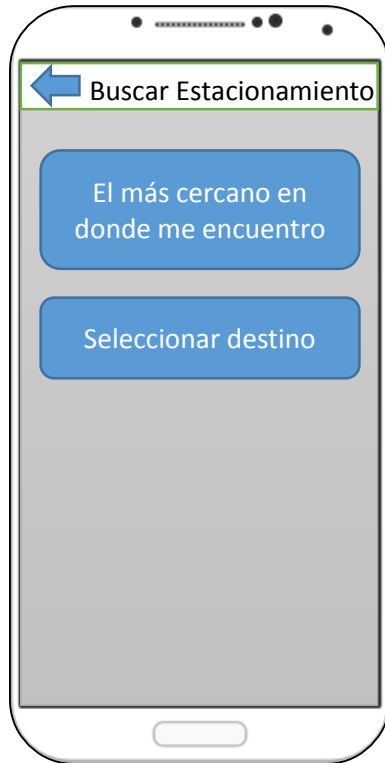 Buscar Estacionamiento
El más cercano en
donde me encuentro
Seleccionar destino